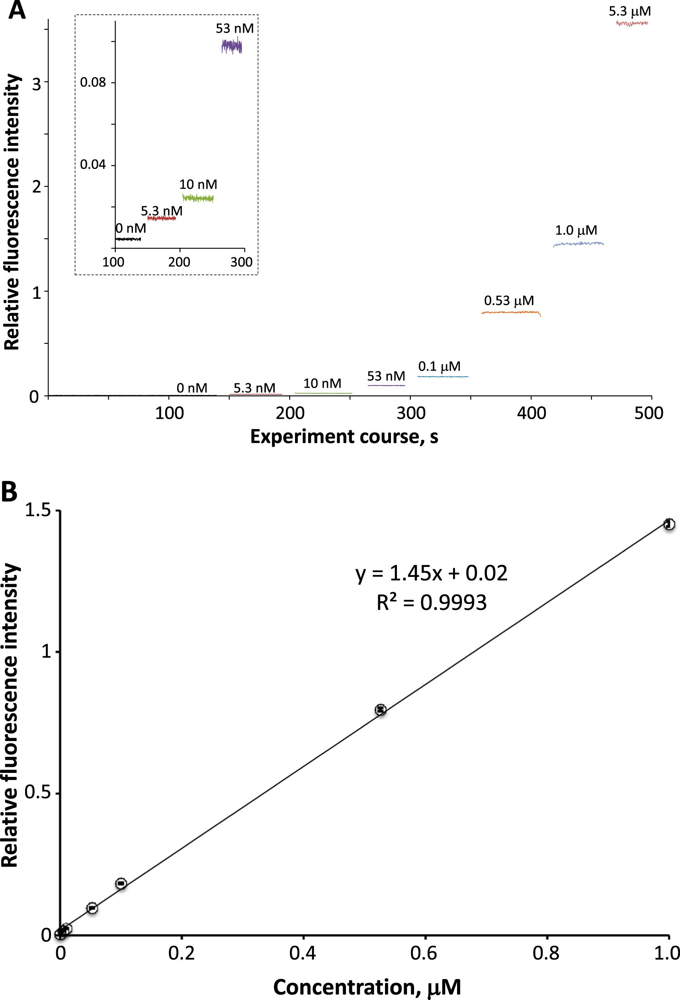 A
Relative fluorescence intensity
3
2
1
0
53 nM
0.08
0.04
10 nM
5.3 nM
0 nM
100 200 300
5.3 μM
1.0 μM
0.53 μM
0.1 μM
53 nM
10 nM
5.3 nM
0 nM
100 200 300 400 500
Experiment course, s
B
Relative fluorescence intensity
1.5
1
0.5
0
y = 1.45x + 0.02
R² = 0.9993
0 0.2 0.4 0.6 0.8 1.0
Concentration, μM